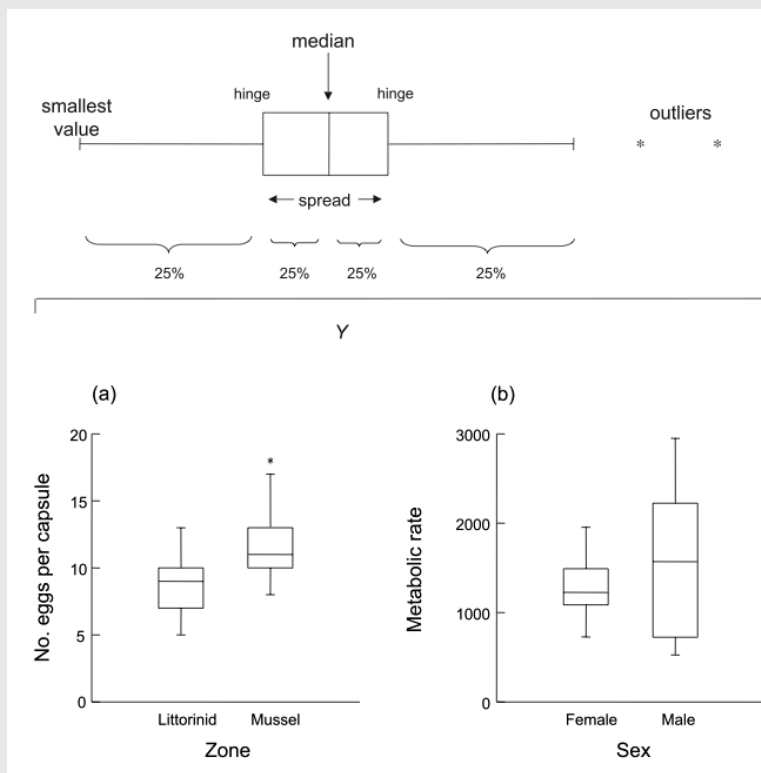 median
hinge hinge
smallest
value
outliers
* *
spread
25% 25% 25% 25%
Y
(a)
20
15
10
5
0
No. eggs per capsule
*
Littorinid Mussel
Zone
(b)
3000
2000
1000
0
Metabolic rate
Female Male
Sex